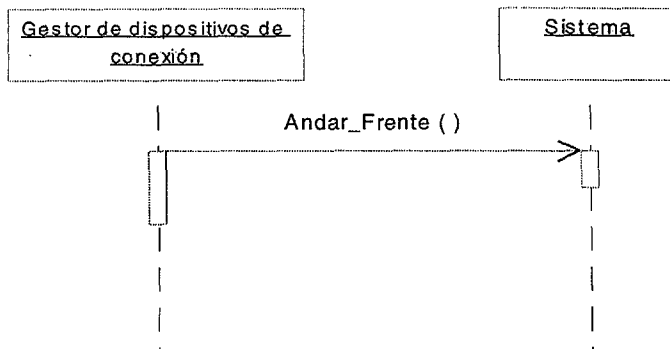 Gestor de dispositivos de
conexión
Sistema
Andar_Frente ( )